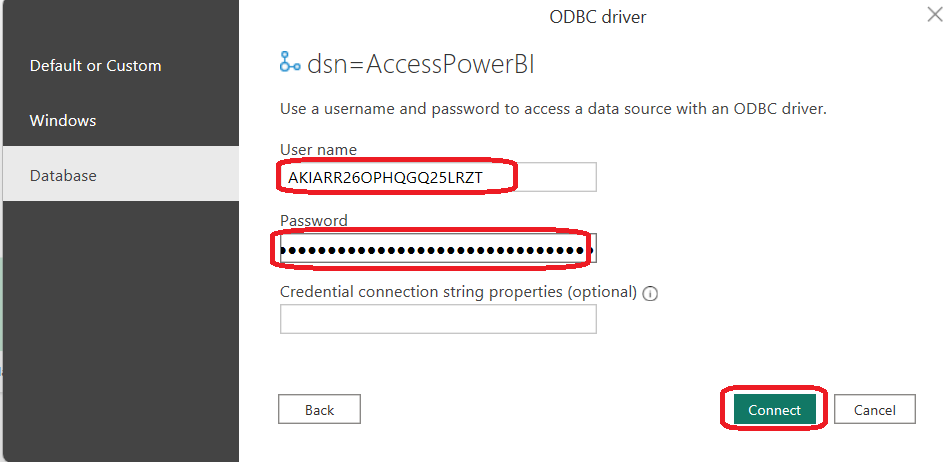 ODBC driver
Default or Custom
Windows
Database
dsn=AccessPowerBI
Use a username and password to access a data source with an ODBC driver.
User name
AKIARR26OPHQGQ25LRZT
Password
Credential connection string properties (optional)
Back
Connect
Cancel